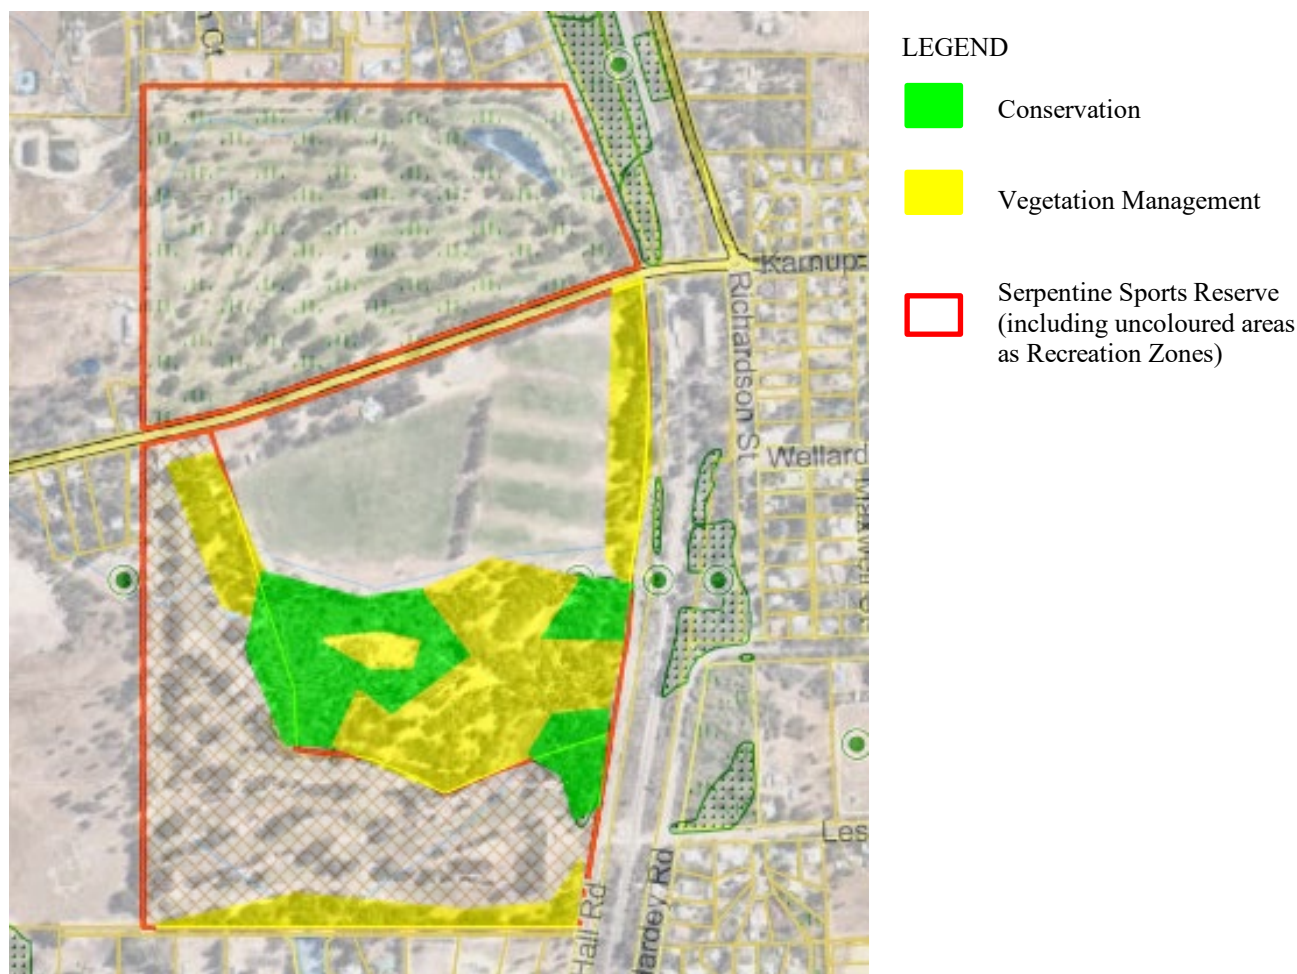 LEGEND
Conservation
Vegetation Management
Serpentine Sports Reserve
(including uncoloured areas
as Recreation Zones)
Ct
Karnup
Richardson St
Wellard
Les
Hall Rd
Hardey Rd